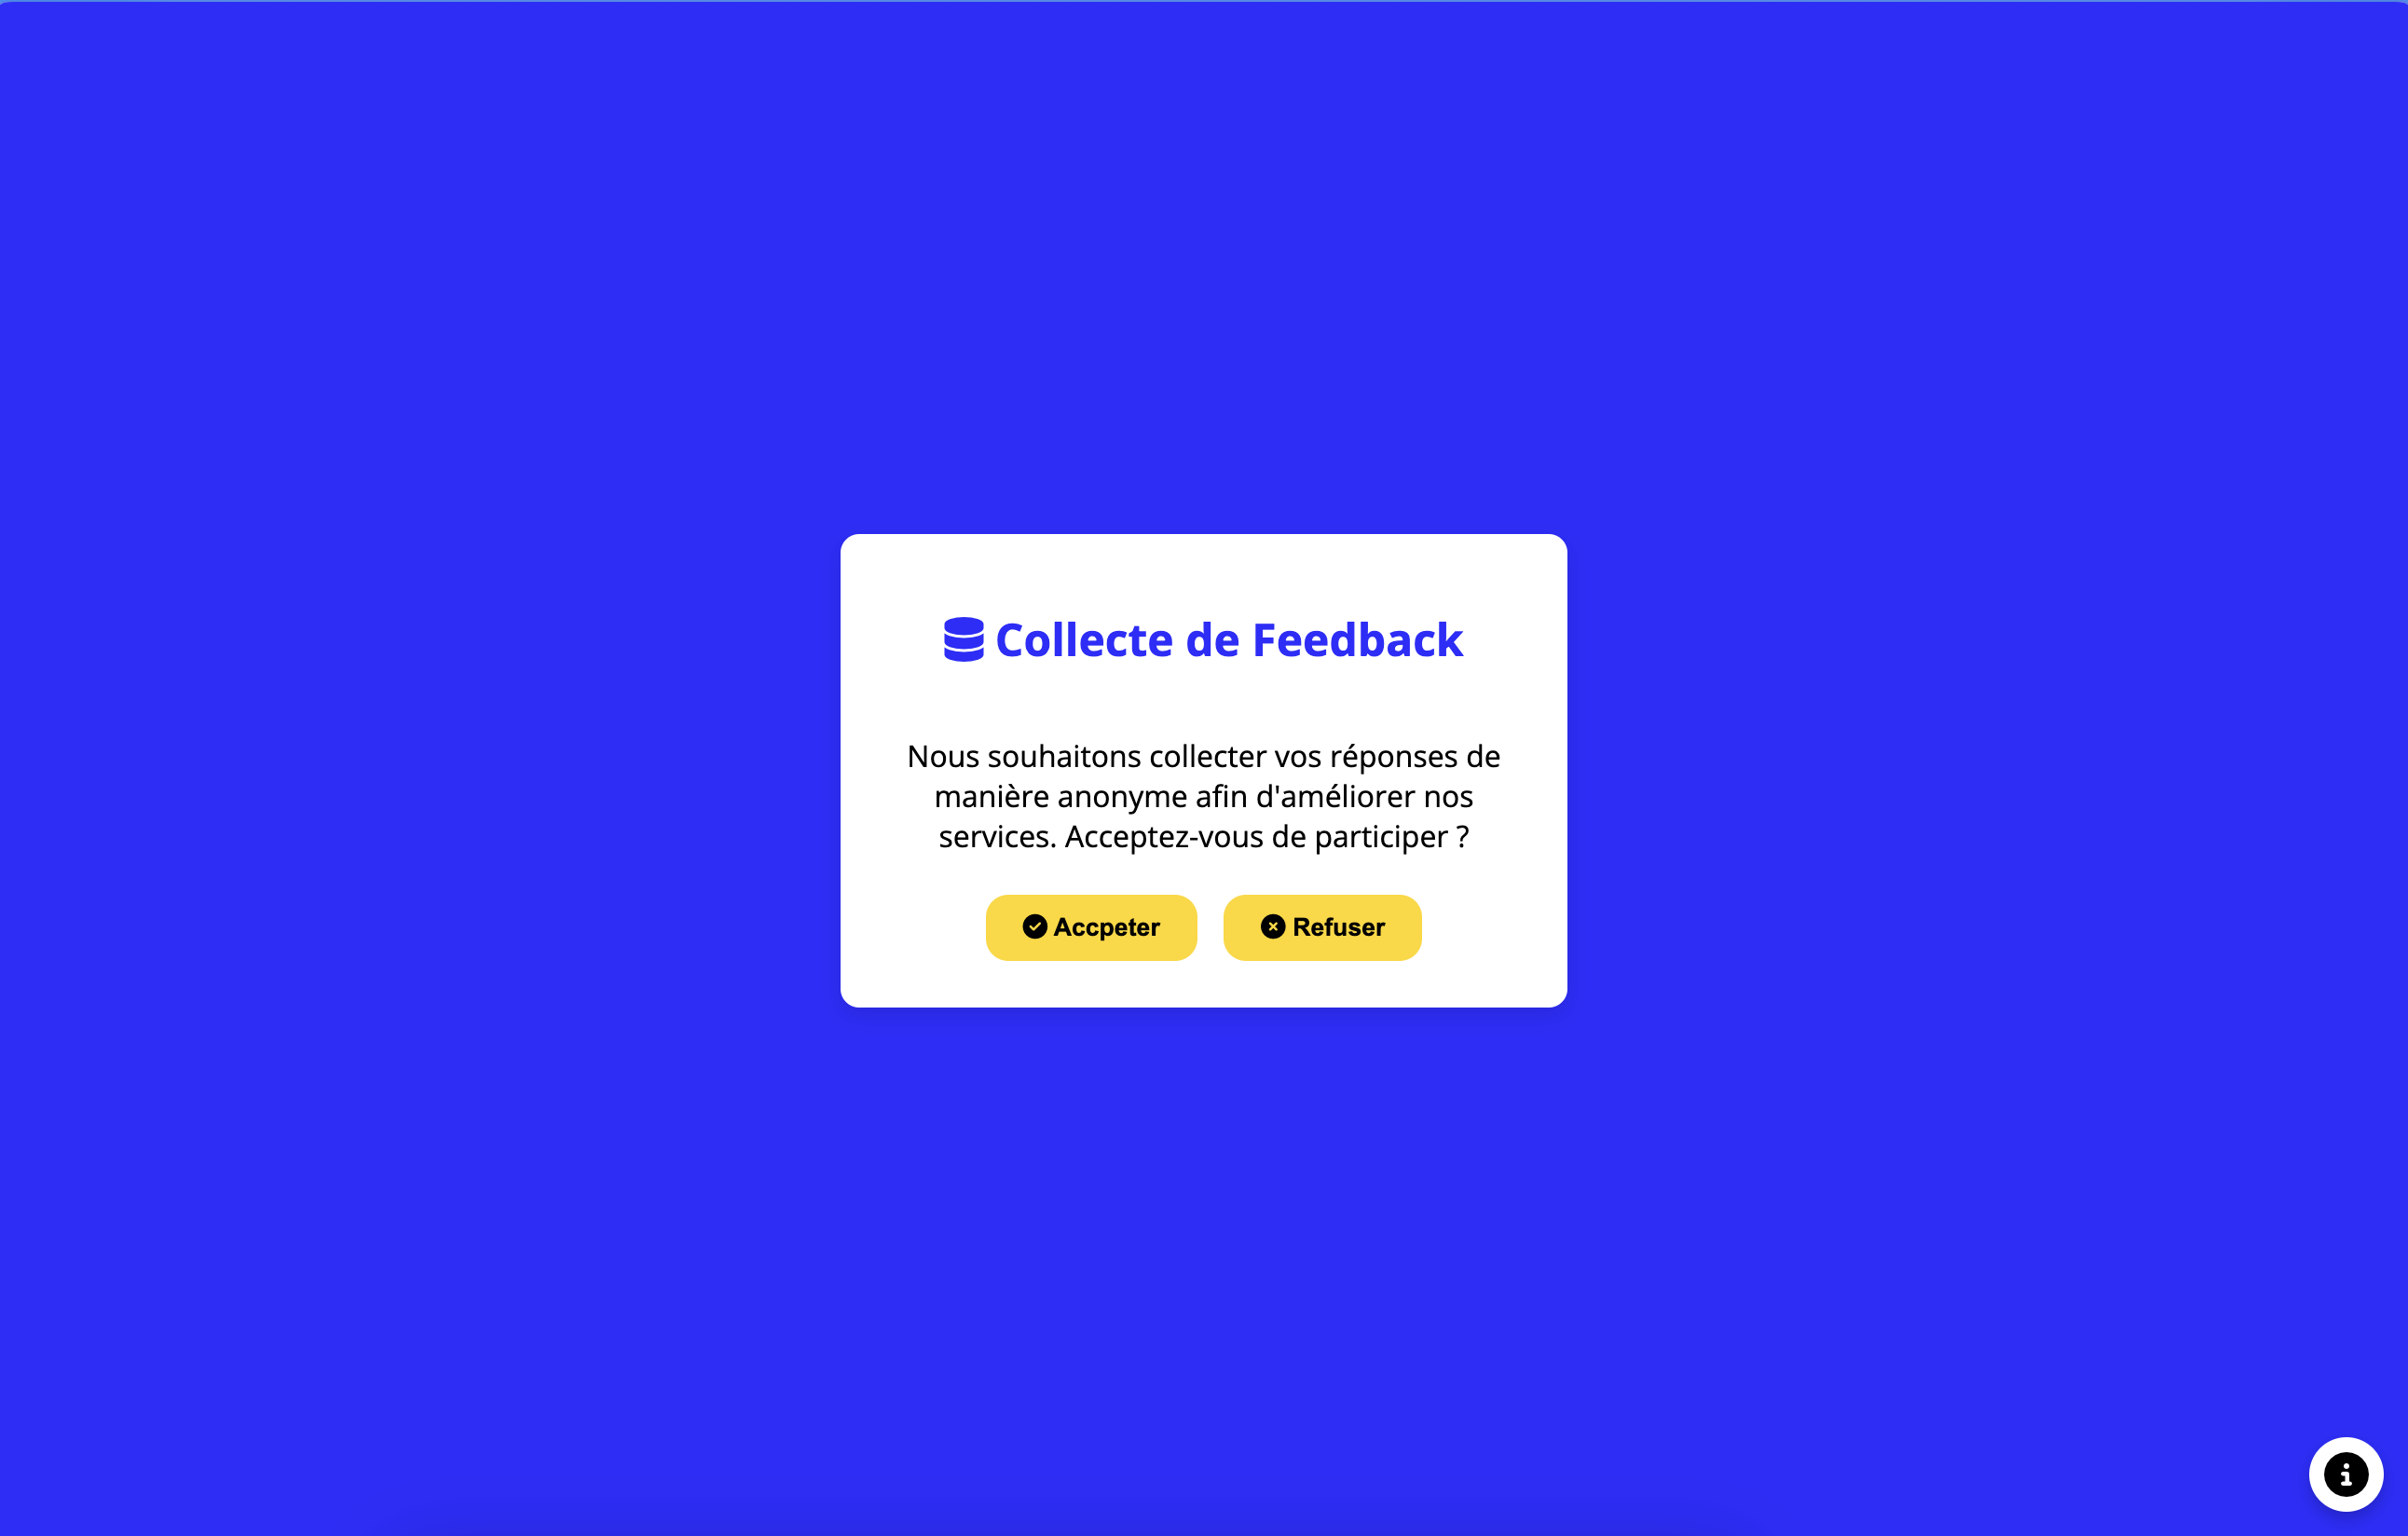 Collecte de Feedback
Nous souhaitons collecter vos réponses de
manière anonyme afin d'améliorer nos
services. Acceptez-vous de participer ?
Accpeter
Refuser